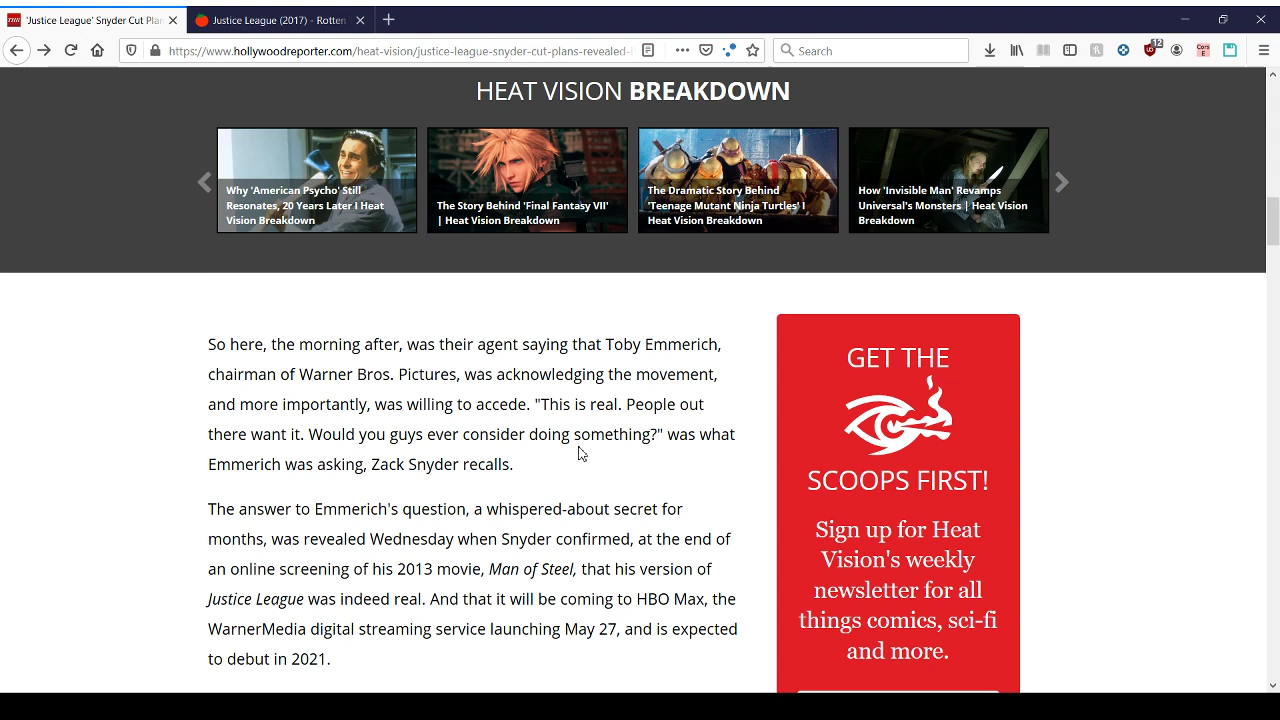 'Justice League' Snyder Cut Plan
Justice League (2017) - Rotten
https://www.hollywoodreporter.com/heat-vision/justice-league-snyder-cut-plans-revealed-
Search
12
HEAT VISION BREAKDOWN
Why 'American Psycho' Still
Resonates, 20 Years Later I Heat
Vision Breakdown
The Story Behind 'Final Fantasy VII'
| Heat Vision Breakdown
The Dramatic Story Behind
'Teenage Mutant Ninja Turtles' I
Heat Vision Breakdown
How 'Invisible Man' Revamps
Universal's Monsters | Heat Vision
Breakdown
So here, the morning after, was their agent saying that Toby Emmerich,
chairman of Warner Bros. Pictures, was acknowledging the movement,
and more importantly, was willing to accede. "This is real. People out
there want it. Would you guys ever consider doing something?" was what
Emmerich was asking, Zack Snyder recalls.
The answer to Emmerich's question, a whispered-about secret for
months, was revealed Wednesday when Snyder confirmed, at the end of
an online screening of his 2013 movie, Man of Steel, that his version of
Justice League was indeed real. And that it will be coming to HBO Max, the
WarnerMedia digital streaming service launching May 27, and is expected
to debut in 2021.
GET THE
SCOOPS FIRST!
Sign up for Heat
Vision's weekly
newsletter for all
things comics, sci-fi
and more.